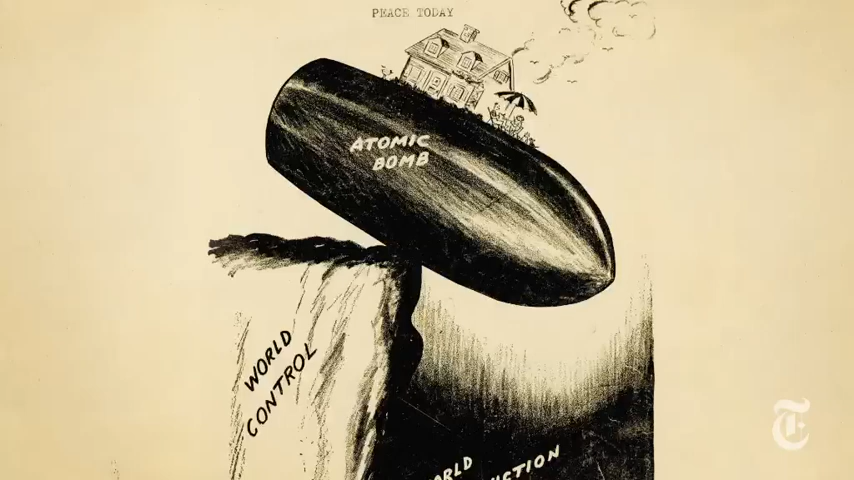 PEACE TODAY
ATOMIC
BOMB
WORLD
CONTROL